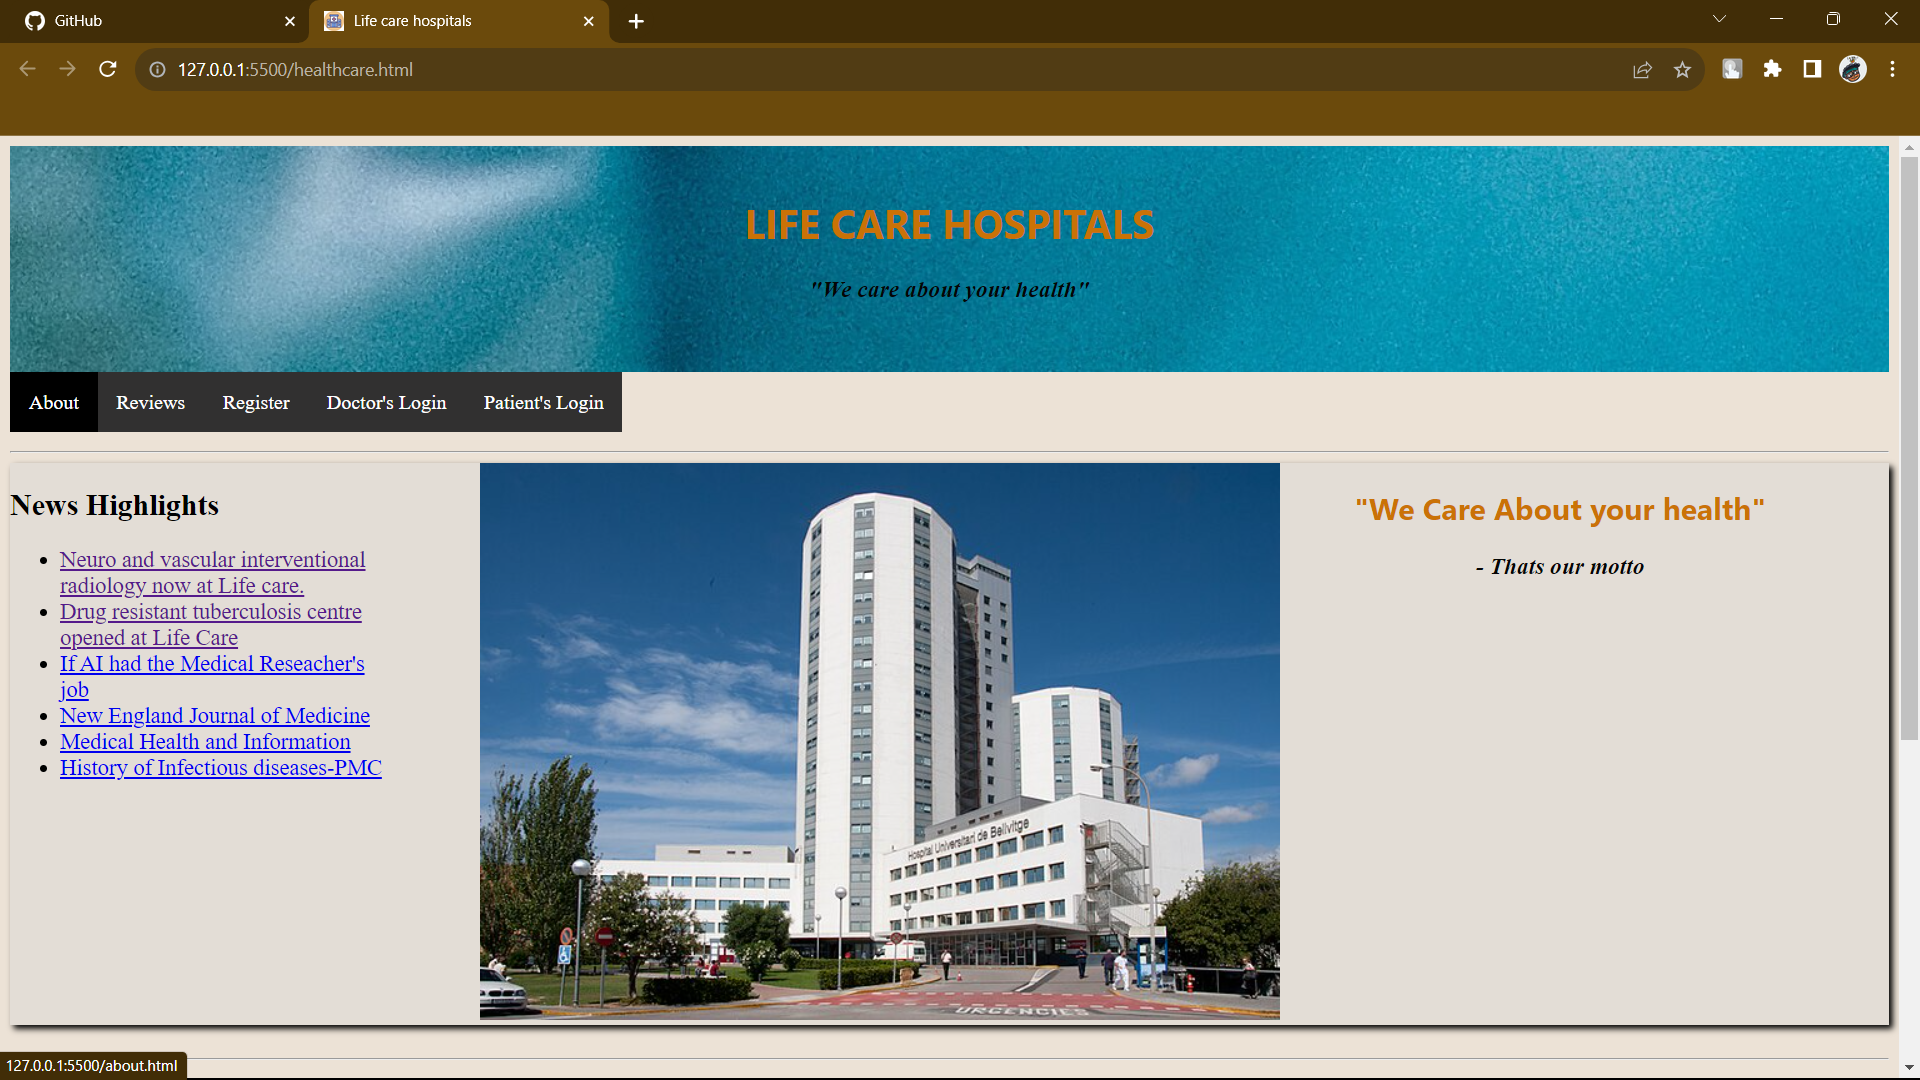 GitHub
Life care hospitals
127.0.0.1:5500/healthcare.html
LIFE CARE HOSPITALS
"We care about your health"
About
Reviews
Register
Doctor's Login
Patient's Login
News Highlights
Neuro and vascular interventional
radiology now at Life care.
Drug resistant tuberculosis centre
opened at Life Care
If AI had the Medical Reseacher's
job
New England Journal of Medicine
Medical Health and Information
History of Infectious diseases-PMC
Hospital Universitari de Bellvitge
URGENCIES
"We Care About your health"
- Thats our motto
127.0.0.1:5500/about.html